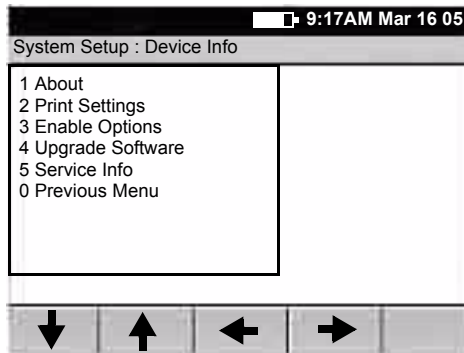 9:17AM Mar 16 05
System Setup : Device Info
1 About
2 Print Settings
3 Enable Options
4 Upgrade Software
5 Service Info
0 Previous Menu